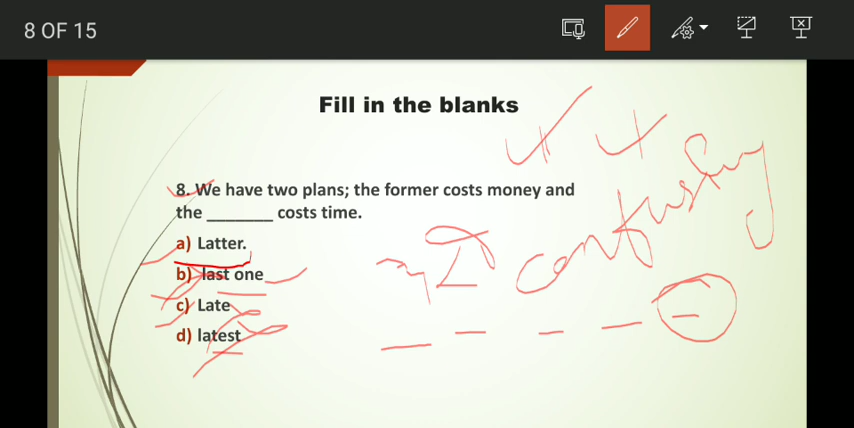 8 OF 15
Fill in the blanks
8. We have two plans; the former costs money and
the _______ costs time.
a) Latter.
b) last one
c) Late
d) latest
confusing